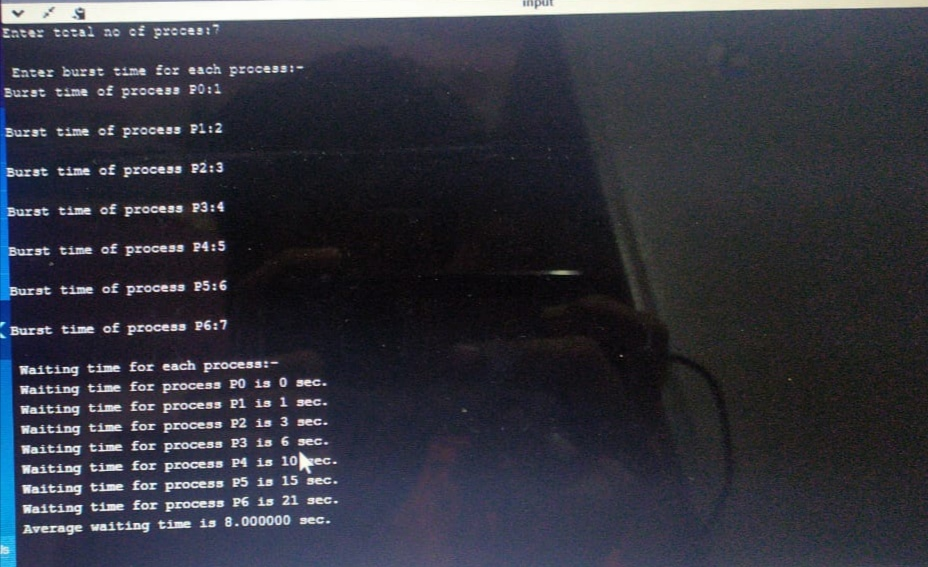 input
Enter total no of proces:7
Enter burst time for each process:-
Burst time of process P0:1
Burst time of process P1:2
Burst time of process P2:3
Burst time of process P3:4
Burst time of process P4:5
Burst time of process P5:6
Burst time of process P6:7
Waiting time for each process:-
Waiting time for process P0 is 0 sec.
Waiting time for process P1 is 1 sec.
Waiting time for process P2 is 3 sec.
Waiting time for process P3 is 6 sec.
Waiting time for process P4 is 10 sec.
Waiting time for process P5 is 15 sec.
Waiting time for process P6 is 21 sec.
Average waiting time is 8.000000 sec.